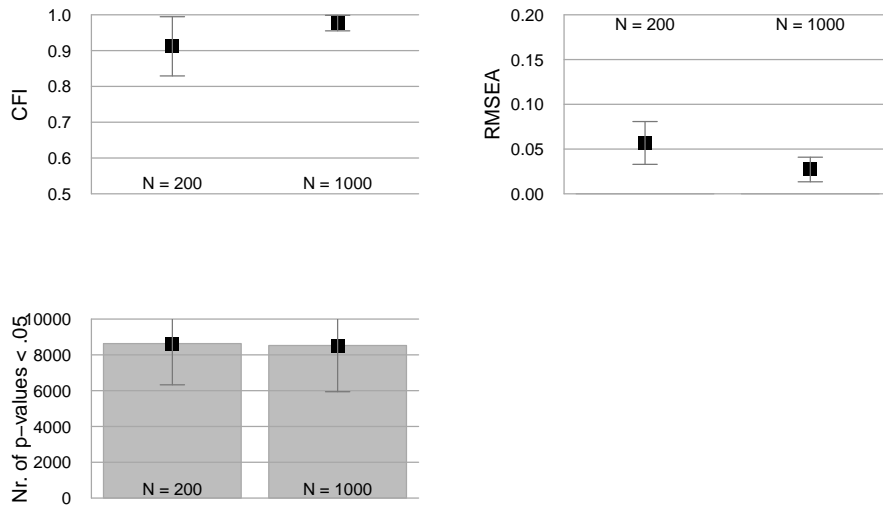 1.0
0.9
0.8
0.7
0.6
0.5
CFI
N = 200
N = 1000
0.20
0.15
0.10
0.05
0.00
RMSEA
N = 200
N = 1000
10000
8000
6000
4000
2000
0
Nr. of p−values < .05
N = 200
N = 1000